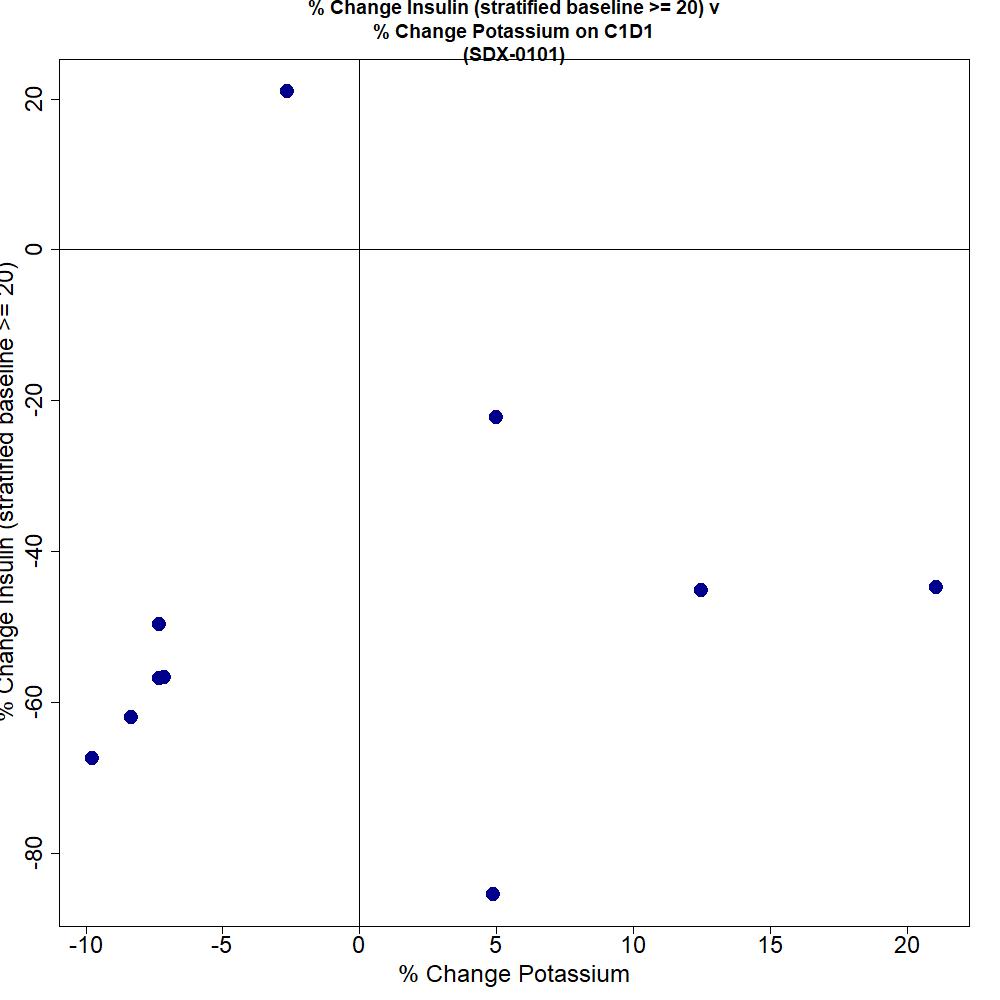 % Change Insulin (stratified baseline >= 20) v
% Change Potassium on C1D1
(SDX-0101)
% Change Insulin (stratified baseline >= 20)
20
0
-20
-40
-60
-80
-10
-5
0
5
10
15
20
% Change Potassium